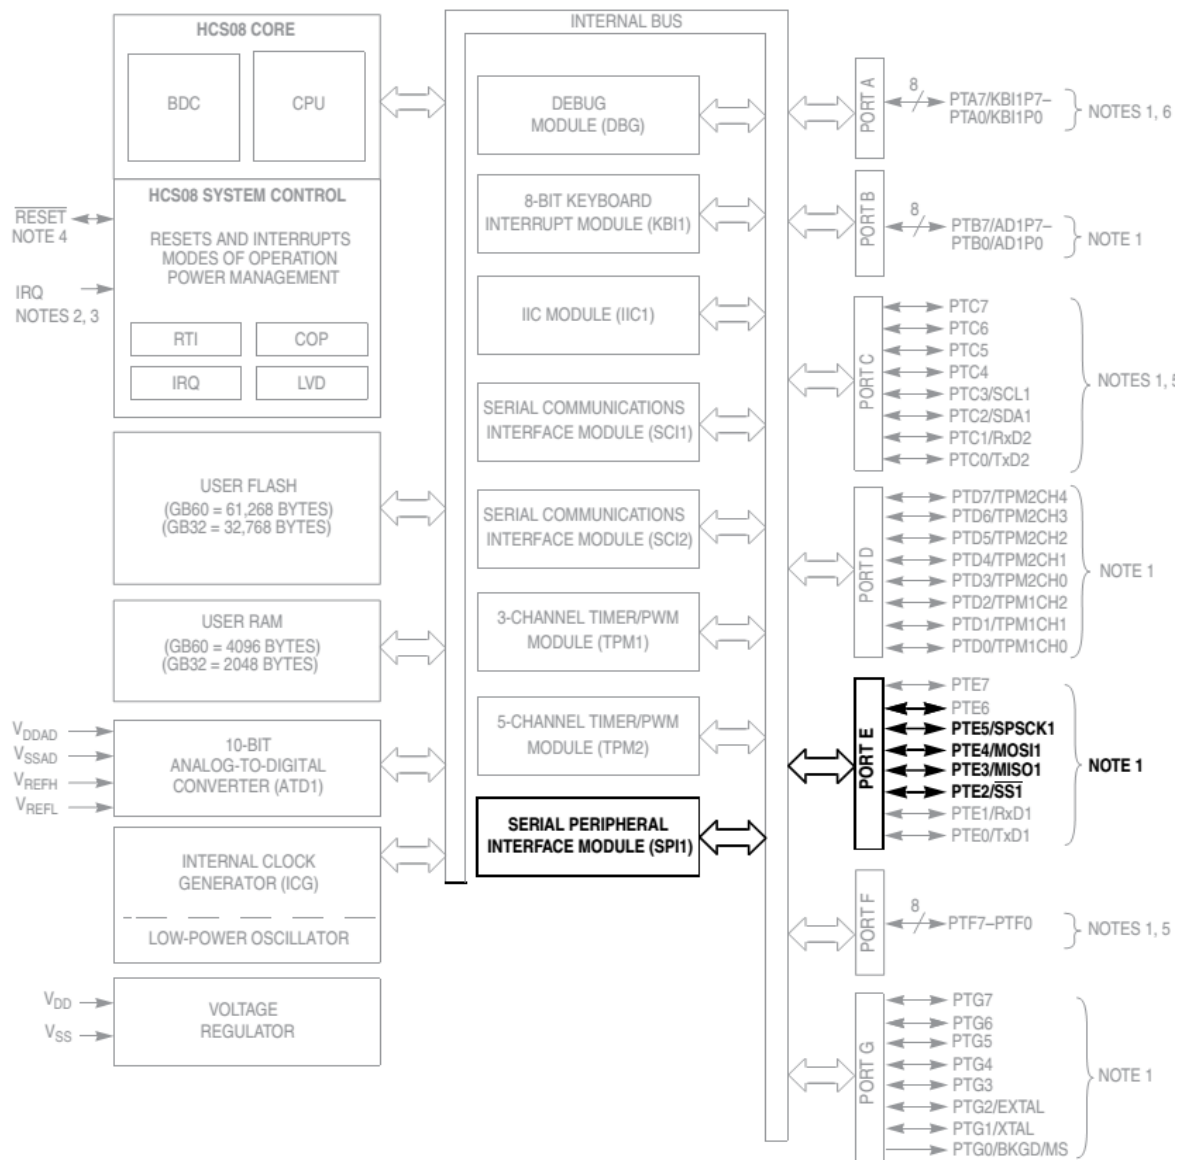 INTERNAL BUS
HCS08 CORE
BDC
CPU
HCS08 SYSTEM CONTROL
RESETS AND INTERRUPTS
MODES OF OPERATION
POWER MANAGEMENT
RTI
COP
IRQ
LVD
RESET
NOTE 4
IRQ
NOTES 2, 3
USER FLASH
(GB60 = 61,268 BYTES)
(GB32 = 32,768 BYTES)
USER RAM
(GB60 = 4096 BYTES)
(GB32 = 2048 BYTES)
VDDAD
VSSAD
VREFH
VREFL
10-BIT
ANALOG-TO-DIGITAL
CONVERTER (ATD1)
INTERNAL CLOCK
GENERATOR (ICG)
LOW-POWER OSCILLATOR
VDD
VSS
VOLTAGE
REGULATOR
DEBUG
MODULE (DBG)
8-BIT KEYBOARD
INTERRUPT MODULE (KBI1)
IIC MODULE (IIC1)
SERIAL COMMUNICATIONS
INTERFACE MODULE (SCI1)
SERIAL COMMUNICATIONS
INTERFACE MODULE (SCI2)
3-CHANNEL TIMER/PWM
MODULE (TPM1)
5-CHANNEL TIMER/PWM
MODULE (TPM2)
SERIAL PERIPHERAL
INTERFACE MODULE (SPI1)
PORT A
8
PTA7/KBI1P7–
PTA0/KBI1P0
NOTES 1, 6
PORT B
8
PTB7/AD1P7–
PTB0/AD1P0
NOTE 1
PORT C
PTC7
PTC6
PTC5
PTC4
PTC3/SCL1
PTC2/SDA1
PTC1/RxD2
PTC0/TxD2
NOTES 1,
PORT D
PTD7/TPM2CH4
PTD6/TPM2CH3
PTD5/TPM2CH2
PTD4/TPM2CH1
PTD3/TPM2CH0
PTD2/TPM1CH2
PTD1/TPM1CH1
PTD0/TPM1CH0
NOTE 1
PORT E
PTE7
PTE6
PTE5/SPSCK1
PTE4/MOSI1
PTE3/MISO1
PTE2/SS1
PTE1/RxD1
PTE0/TxD1
NOTE 1
PORT F
8
PTF7–PTF0
NOTES 1, 5
PORT G
PTG7
PTG6
PTG5
PTG4
PTG3
PTG2/EXTAL
PTG1/XTAL
PTG0/BKGD/MS
NOTE 1